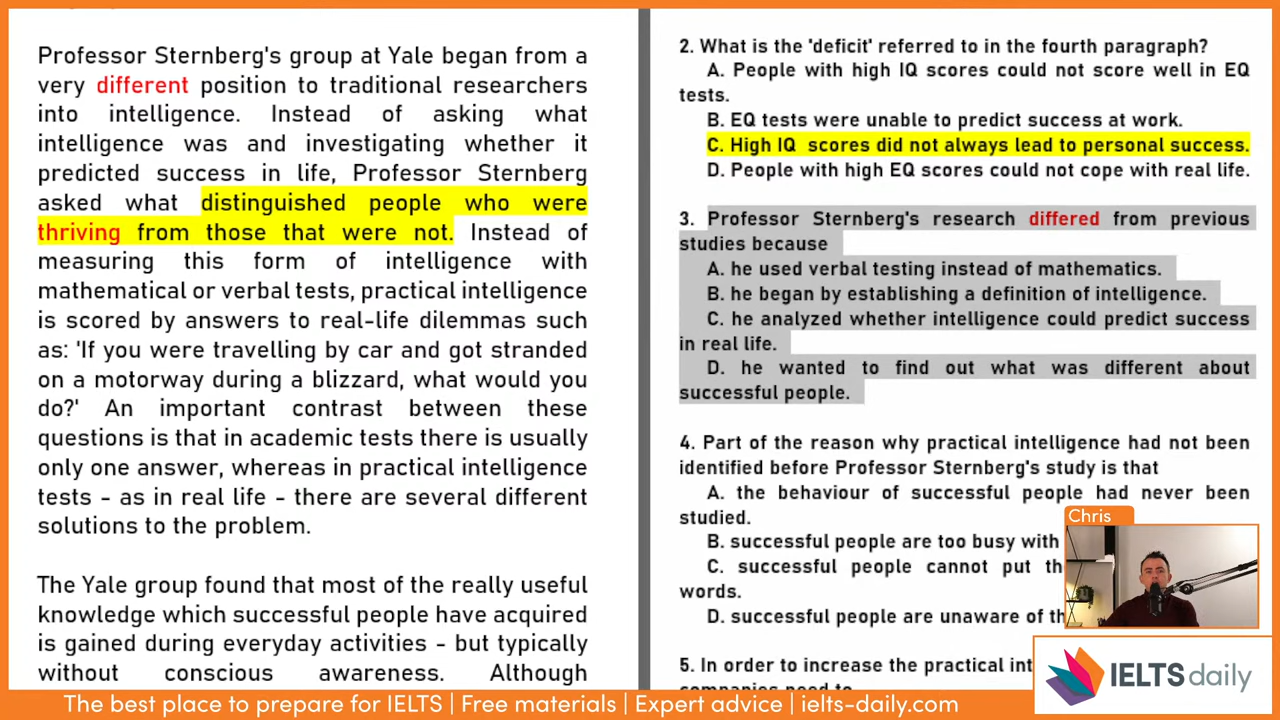 Professor Sternberg's group at Yale began from a
very different position to traditional researchers
into intelligence. Instead of asking what
intelligence was and investigating whether it
predicted success in life, Professor Sternberg
asked what distinguished people who were
thriving from those that were not. Instead of
measuring this form of intelligence with
mathematical or verbal tests, practical intelligence
is scored by answers to real-life dilemmas such
as: 'If you were travelling by car and got stranded
on a motorway during a blizzard, what would you
do?' An important contrast between these
questions is that in academic tests there is usually
only one answer, whereas in practical intelligence
tests - as in real life - there are several different
solutions to the problem.
The Yale group found that most of the really useful
knowledge which successful people have acquired
is gained during everyday activities - but typically
without conscious awareness. Although
2. What is the 'deficit' referred to in the fourth paragraph?
A. People with high IQ scores could not score well in EQ
tests.
B. EQ tests were unable to predict success at work.
C. High IQ scores did not always lead to personal success.
D. People with high EQ scores could not cope with real life.
3. Professor Sternberg's research differed from previous
studies because
A. he used verbal testing instead of mathematics.
B. he began by establishing a definition of intelligence.
C. he analyzed whether intelligence could predict success
in real life.
D. he wanted to find out what was different about
successful people.
4. Part of the reason why practical intelligence had not been
identified before Professor Sternberg's study is that
A. the behaviour of successful people had never been
studied.
B. successful people are too busy with
C. successful people cannot put
words.
D. successful people are unaware of
5. In order to increase the practical
Chris
IELTS daily
The best place to prepare for IELTS | Free materials | Expert advice | ielts-daily.com